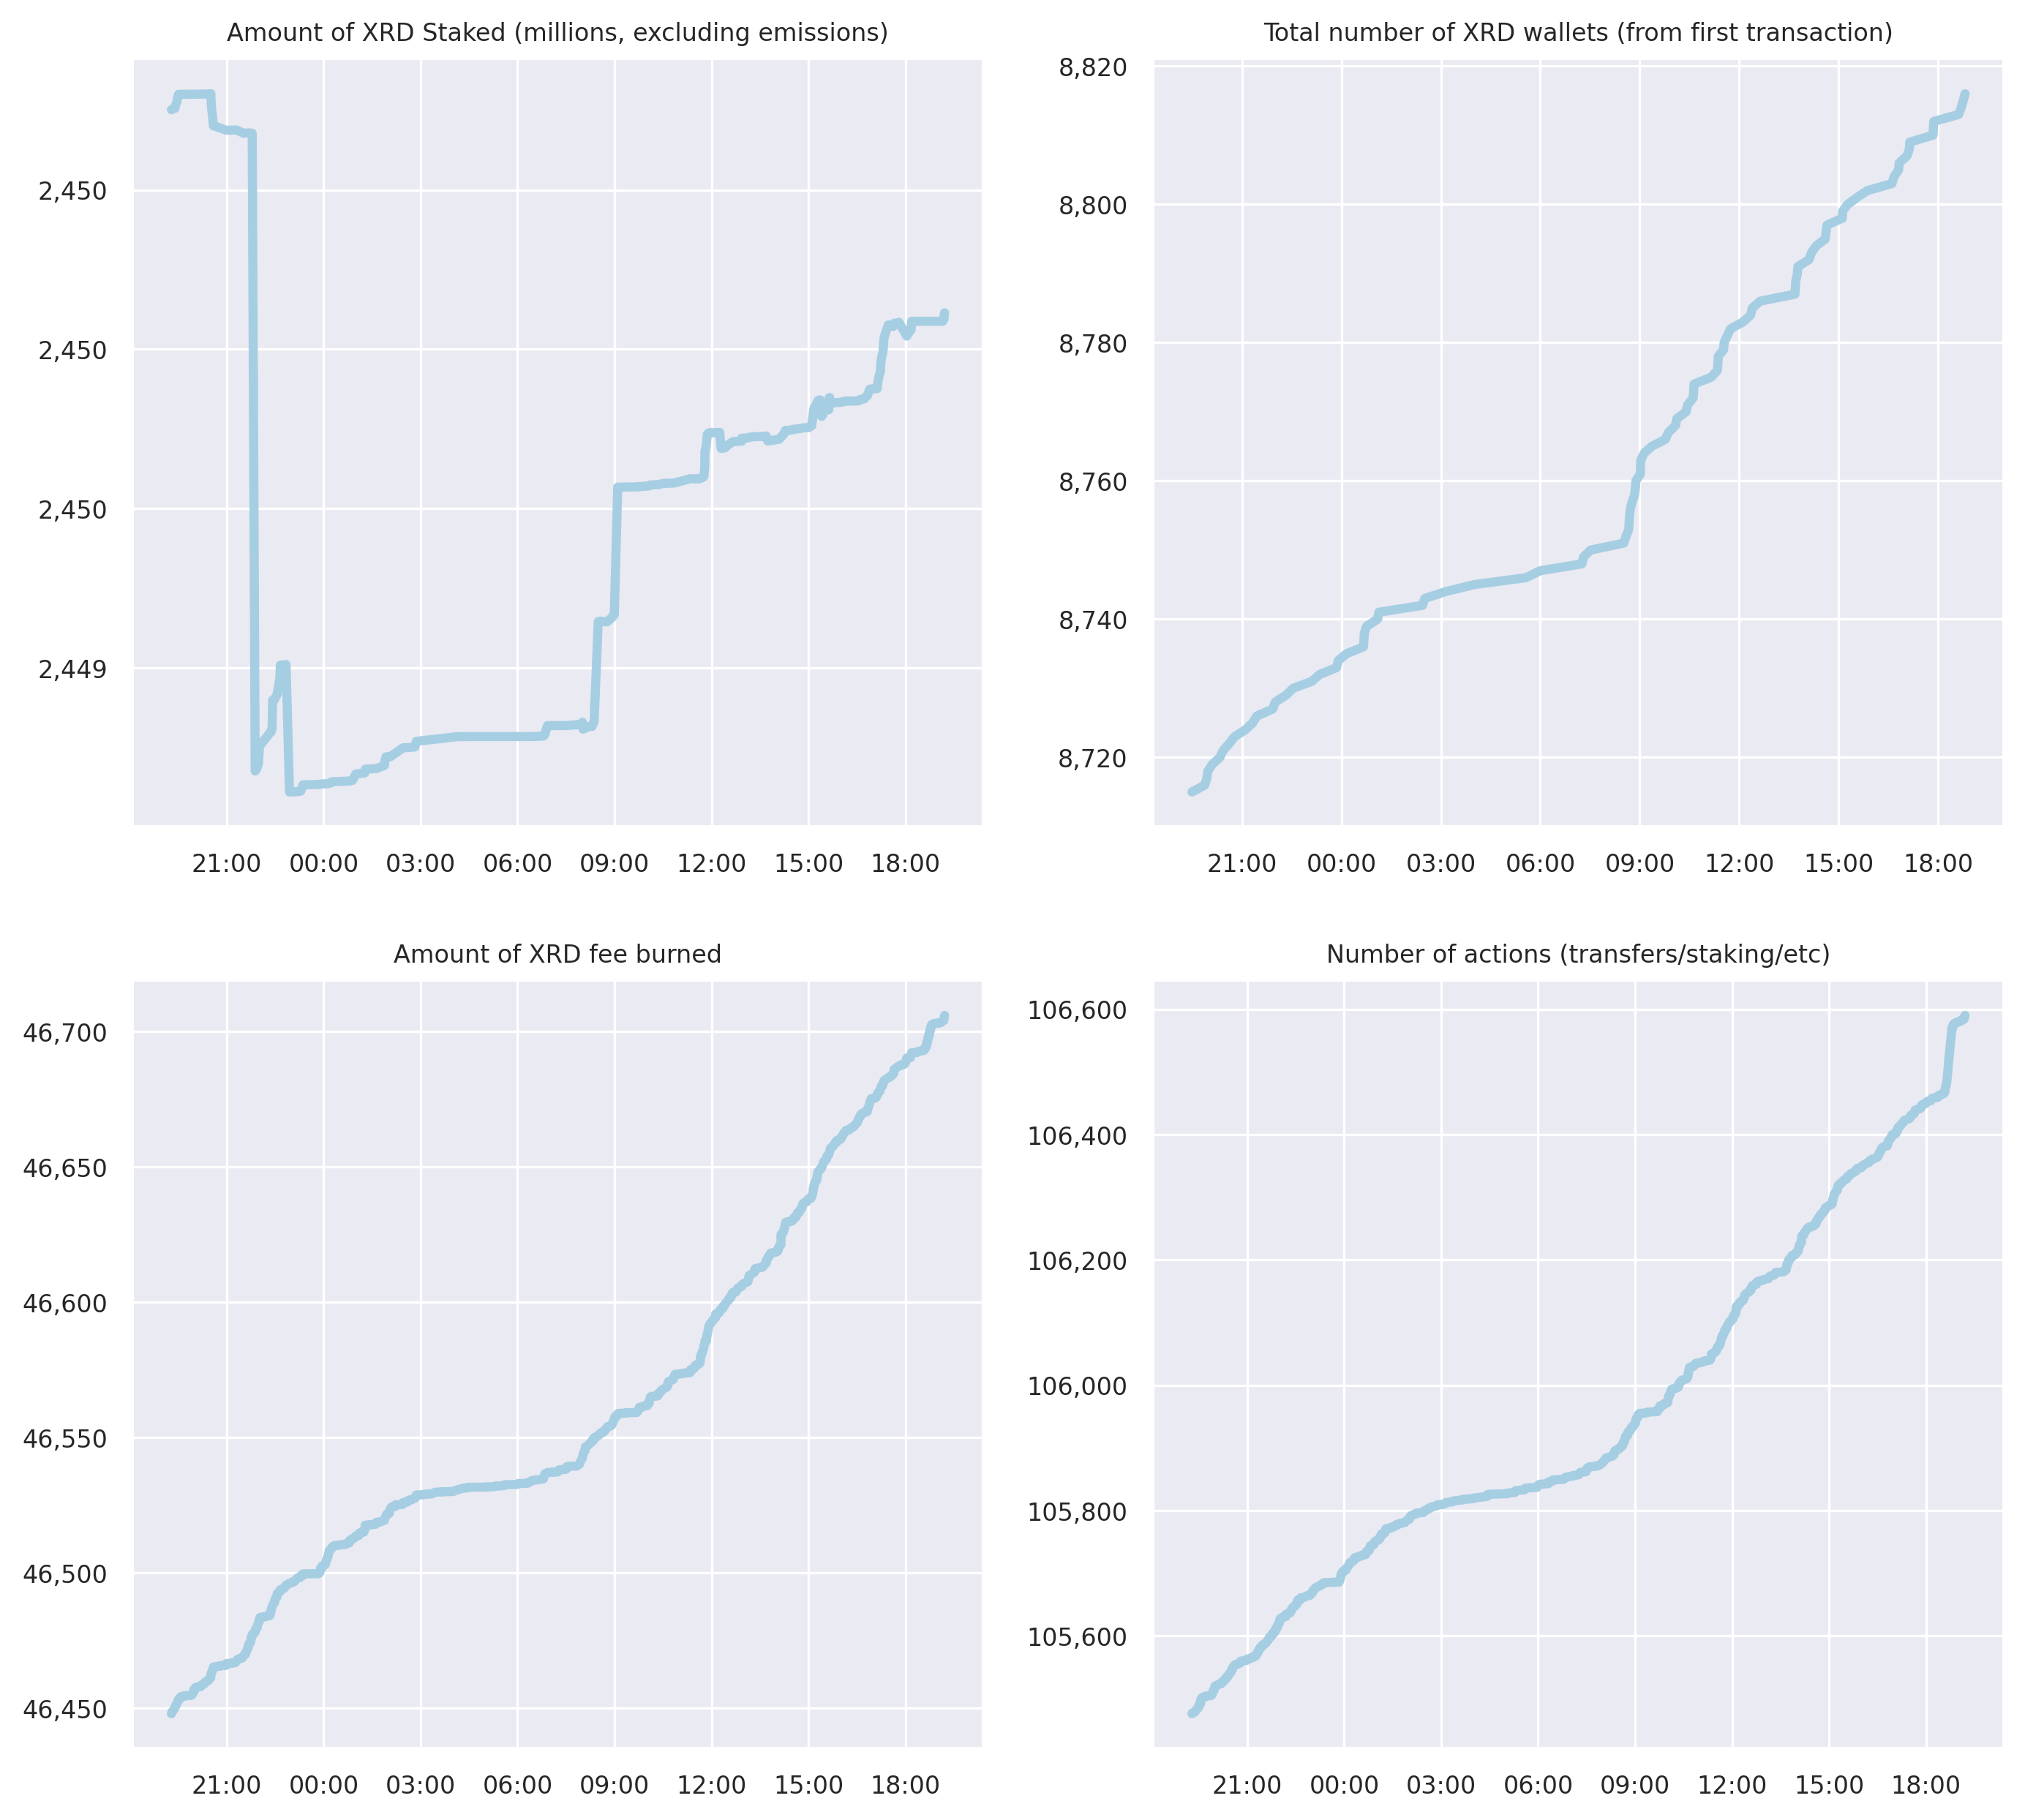 Amount of XRD Staked (millions, excluding emissions)
2,450
2,450
2,450
2,449
21:00 00:00 03:00 06:00 09:00 12:00 15:00 18:00
Total number of XRD wallets (from first transaction)
8,820
8,800
8,780
8,760
8,740
8,720
21:00 00:00 03:00 06:00 09:00 12:00 15:00 18:00
Amount of XRD fee burned
46,700
46,650
46,600
46,550
46,500
46,450
21:00 00:00 03:00 06:00 09:00 12:00 15:00 18:00
Number of actions (transfers/staking/etc)
106,600
106,400
106,200
106,000
105,800
105,600
21:00 00:00 03:00 06:00 09:00 12:00 15:00 18:00